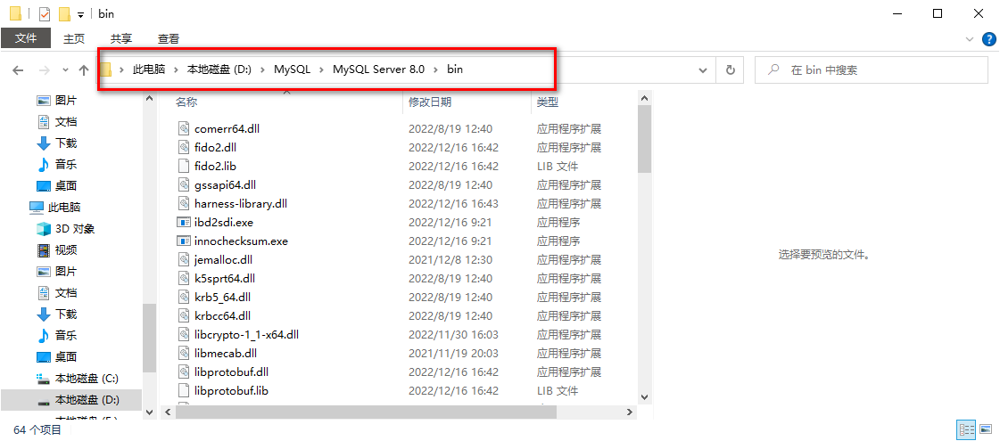 bin
文件 主页 共享 查看
此电脑 本地磁盘 (D:) MySQL MySQL Server 8.0 bin 在 bin 中搜索
图片
文档
下载
音乐
桌面
此电脑
3D 对象
视频
图片
文档
下载
音乐
桌面
本地磁盘 (C:)
本地磁盘 (D:)
名称 修改日期 类型
comerr64.dll 2022/8/19 12:40 应用程序扩展
fido2.dll 2022/12/16 16:42 应用程序扩展
fido2.lib 2022/12/16 16:42 LIB 文件
gssapi64.dll 2022/8/19 12:40 应用程序扩展
harness-library.dll 2022/12/16 16:43 应用程序扩展
ibd2sdi.exe 2022/12/16 9:21 应用程序
innochecksum.exe 2022/12/16 9:21 应用程序
jemalloc.dll 2021/12/8 12:30 应用程序扩展
k5sprt64.dll 2022/8/19 12:40 应用程序扩展
krb5_64.dll 2022/8/19 12:40 应用程序扩展
krbcc64.dll 2022/8/19 12:40 应用程序扩展
libcrypto-1_1-x64.dll 2022/11/30 16:03 应用程序扩展
libmecab.dll 2021/11/19 20:03 应用程序扩展
libprotobuf.dll 2022/12/16 16:42 应用程序扩展
libprotobuf.lib 2022/12/16 16:42 LIB 文件
选择要预览的文件。
64 个项目